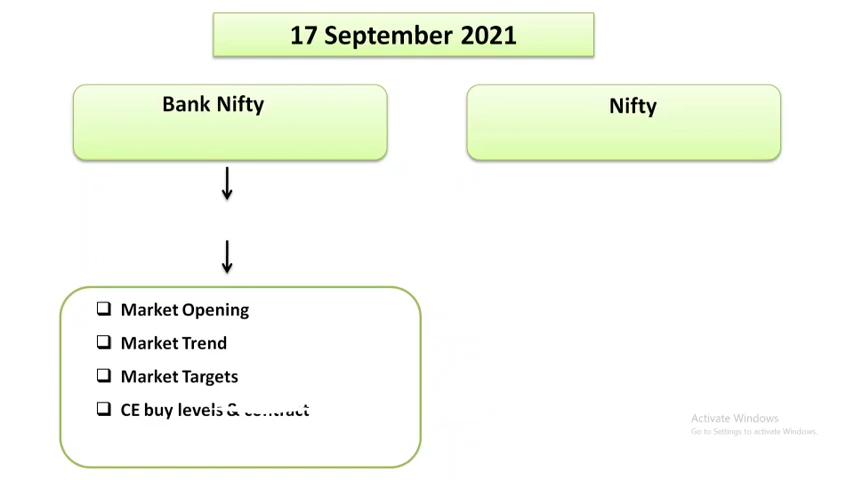 17 September 2021
Bank Nifty
Nifty
Market Opening
Market Trend
Market Targets
CE buy levels & contract
Activate Windows
Go to Settings to activate Windows.